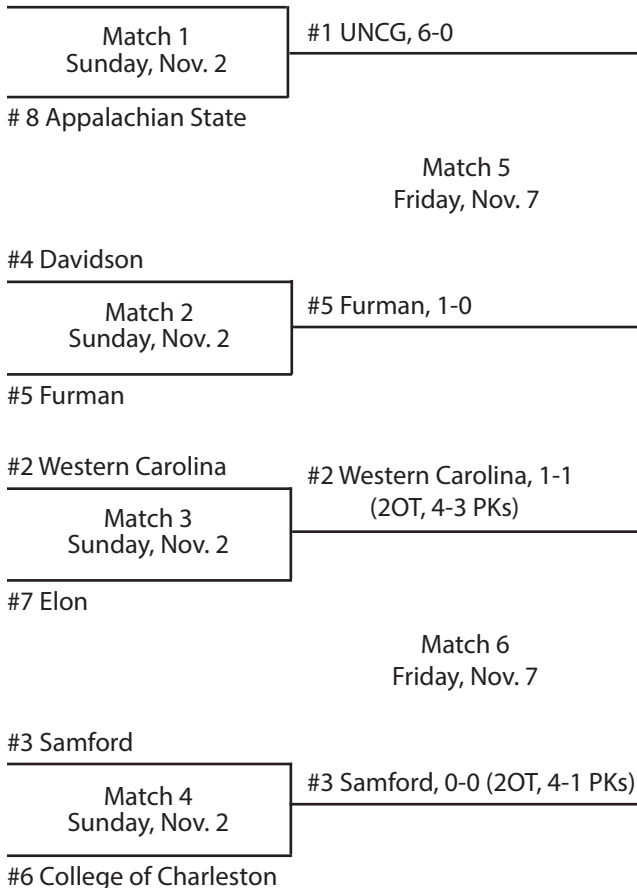 Match 1
Sunday, Nov. 2
#1 UNCG, 6-0
# 8 Appalachian State
Match 5
Friday, Nov. 7
#4 Davidson
Match 2
Sunday, Nov. 2
#5 Furman, 1-0
#5 Furman
#2 Western Carolina
#2 Western Carolina, 1-1
(2OT, 4-3 PKs)
Match 3
Sunday, Nov. 2
#7 Elon
Match 6
Friday, Nov. 7
#3 Samford
Match 4
Sunday, Nov. 2
#3 Samford, 0-0 (2OT, 4-1 PKs)
#6 College of Charleston